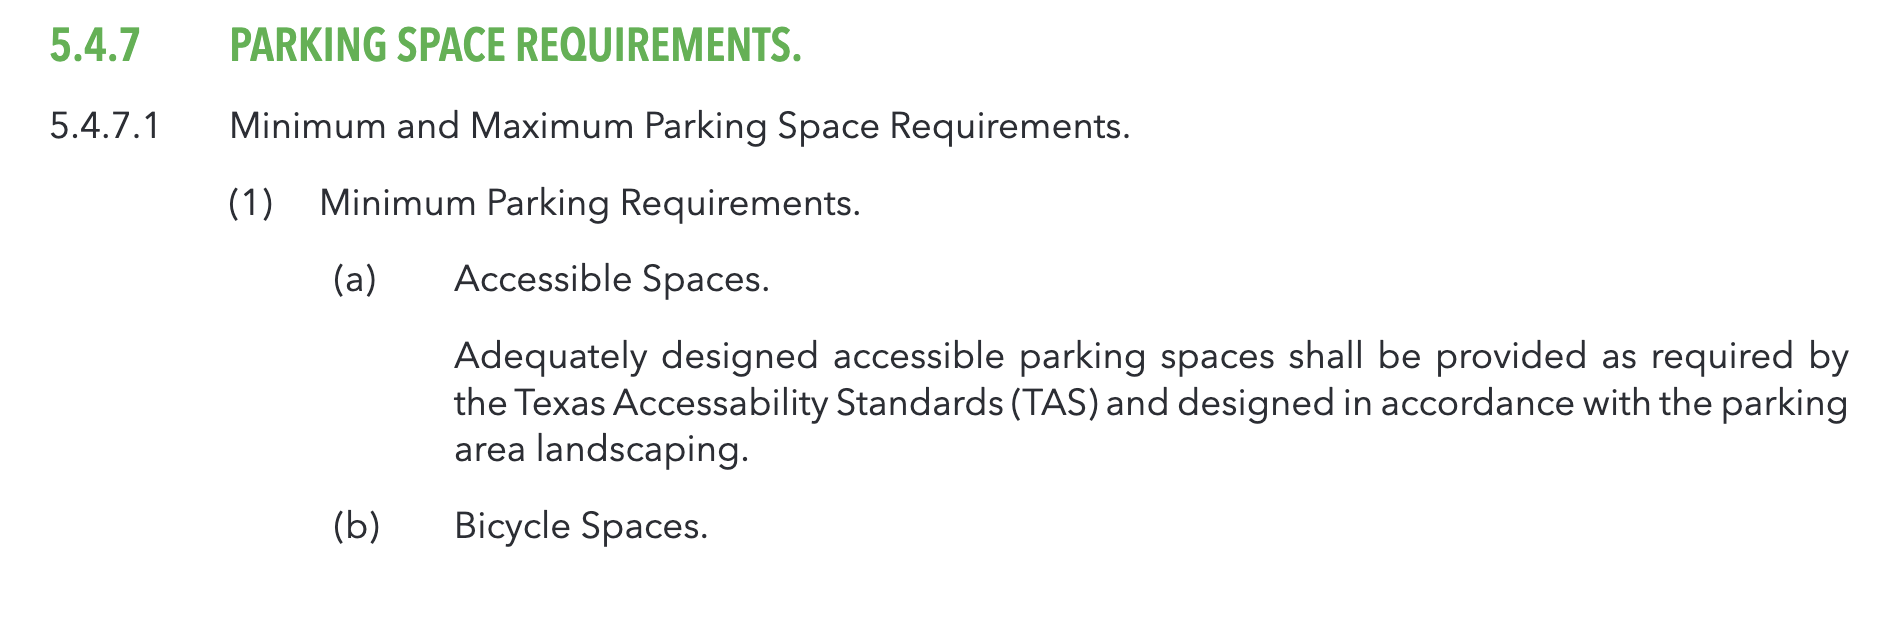 5.4.7 PARKING SPACE REQUIREMENTS.
5.4.7.1 Minimum and Maximum Parking Space Requirements.
(1) Minimum Parking Requirements.
(a) Accessible Spaces.
Adequately designed accessible parking spaces shall be provided as required by
the Texas Accessability Standards (TAS) and designed in accordance with the parking
area landscaping.
(b) Bicycle Spaces.